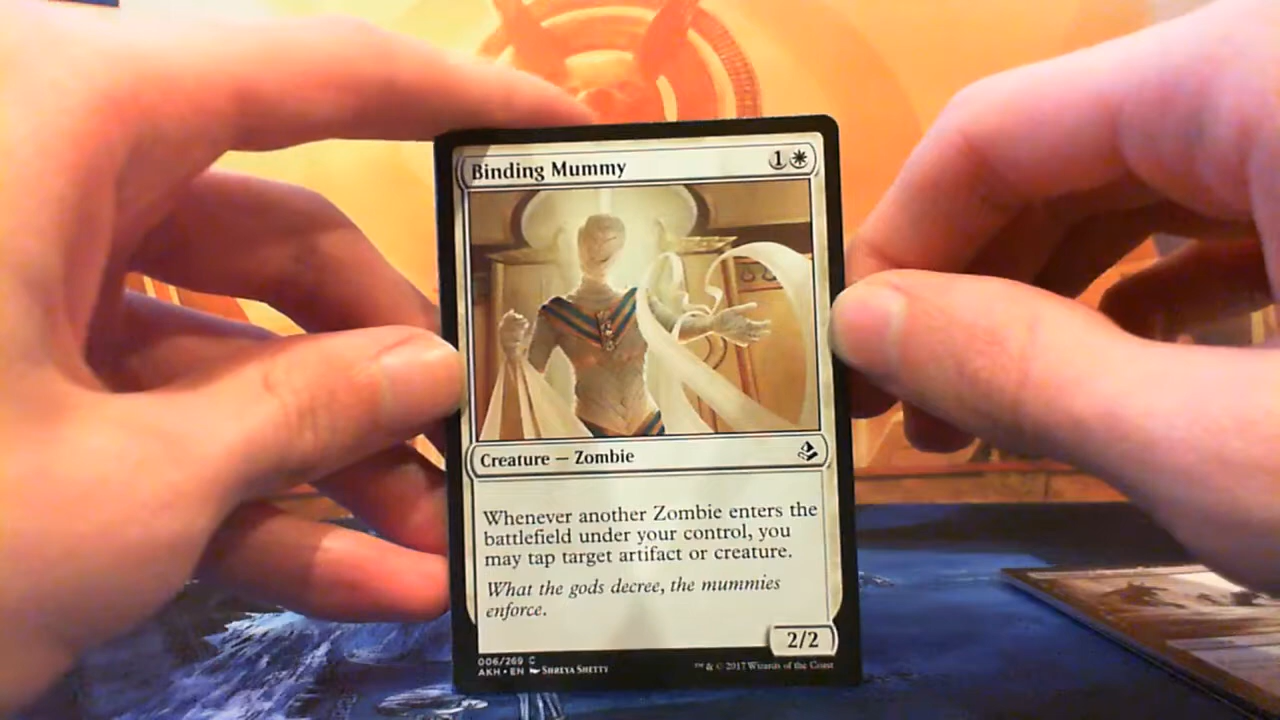 Binding Mummy 1
Creature — Zombie
Whenever another Zombie enters the
battlefield under your control, you
may tap target artifact or creature.
What the gods decree, the mummies
enforce.
2/2
006/269 C
AKH • EN Shreya Shetty
™ & © 2017 Wizards of the Coast